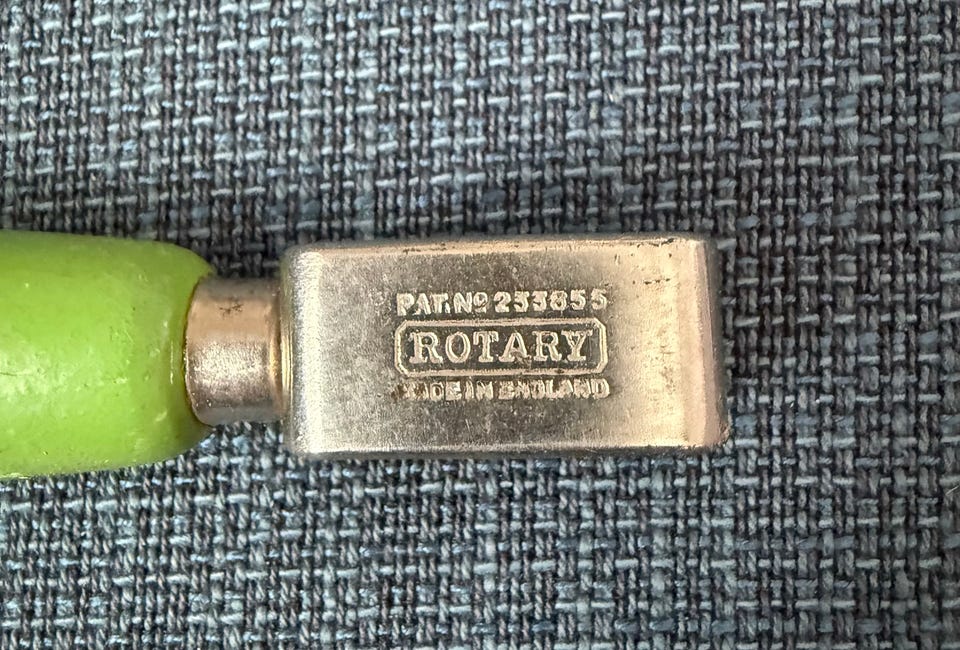 PAT. No 233855
ROTARY
MADE IN ENGLAND